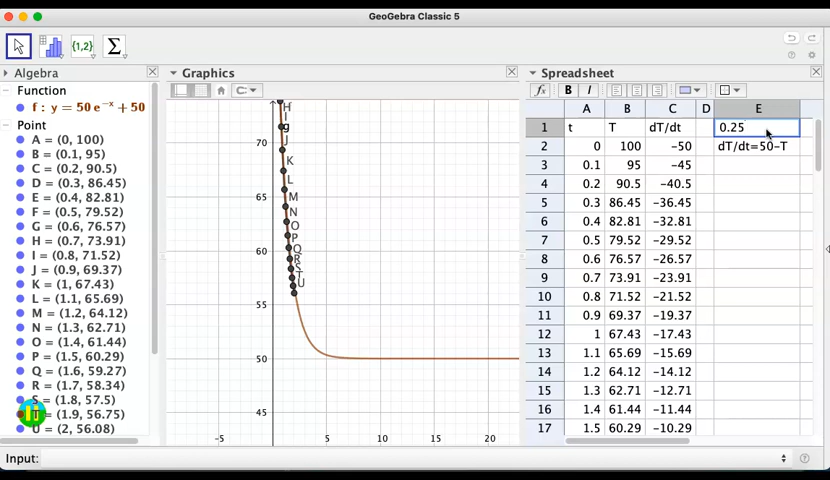 GeoGebra Classic 5
{1,2} Σ
Algebra
Function
f : y = 50 e⁻ˣ + 50
Point
A = (0, 100)
B = (0.1, 95)
C = (0.2, 90.5)
D = (0.3, 86.45)
E = (0.4, 82.81)
F = (0.5, 79.52)
G = (0.6, 76.57)
H = (0.7, 73.91)
I = (0.8, 71.52)
J = (0.9, 69.37)
K = (1, 67.43)
L = (1.1, 65.69)
M = (1.2, 64.12)
N = (1.3, 62.71)
O = (1.4, 61.44)
P = (1.5, 60.29)
Q = (1.6, 59.27)
R = (1.7, 58.34)
S = (1.8, 57.5)
T = (1.9, 56.75)
U = (2, 56.08)
Graphics
H
I
g
J
K
L
M
N
O
P
Q
R
S
T
U
70
65
60
55
50
45
-5 5 10 15 20
Spreadsheet
fx B I
A B C D E
1 t T dT/dt 0.25
2 0 100 −50 dT/dt=50−T
3 0.1 95 −45
4 0.2 90.5 −40.5
5 0.3 86.45 −36.45
6 0.4 82.81 −32.81
7 0.5 79.52 −29.52
8 0.6 76.57 −26.57
9 0.7 73.91 −23.91
10 0.8 71.52 −21.52
11 0.9 69.37 −19.37
12 1 67.43 −17.43
13 1.1 65.69 −15.69
14 1.2 64.12 −14.12
15 1.3 62.71 −12.71
16 1.4 61.44 −11.44
17 1.5 60.29 −10.29
Input: